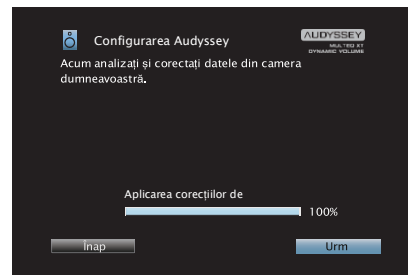 Configurarea Audyssey
AUDYSSEY
MULTEQ XT
DYNAMIC VOLUME
Acum analizați și corectați datele din camera
dumneavoastră.
Aplicarea corecțiilor de
100%
Înap
Urm